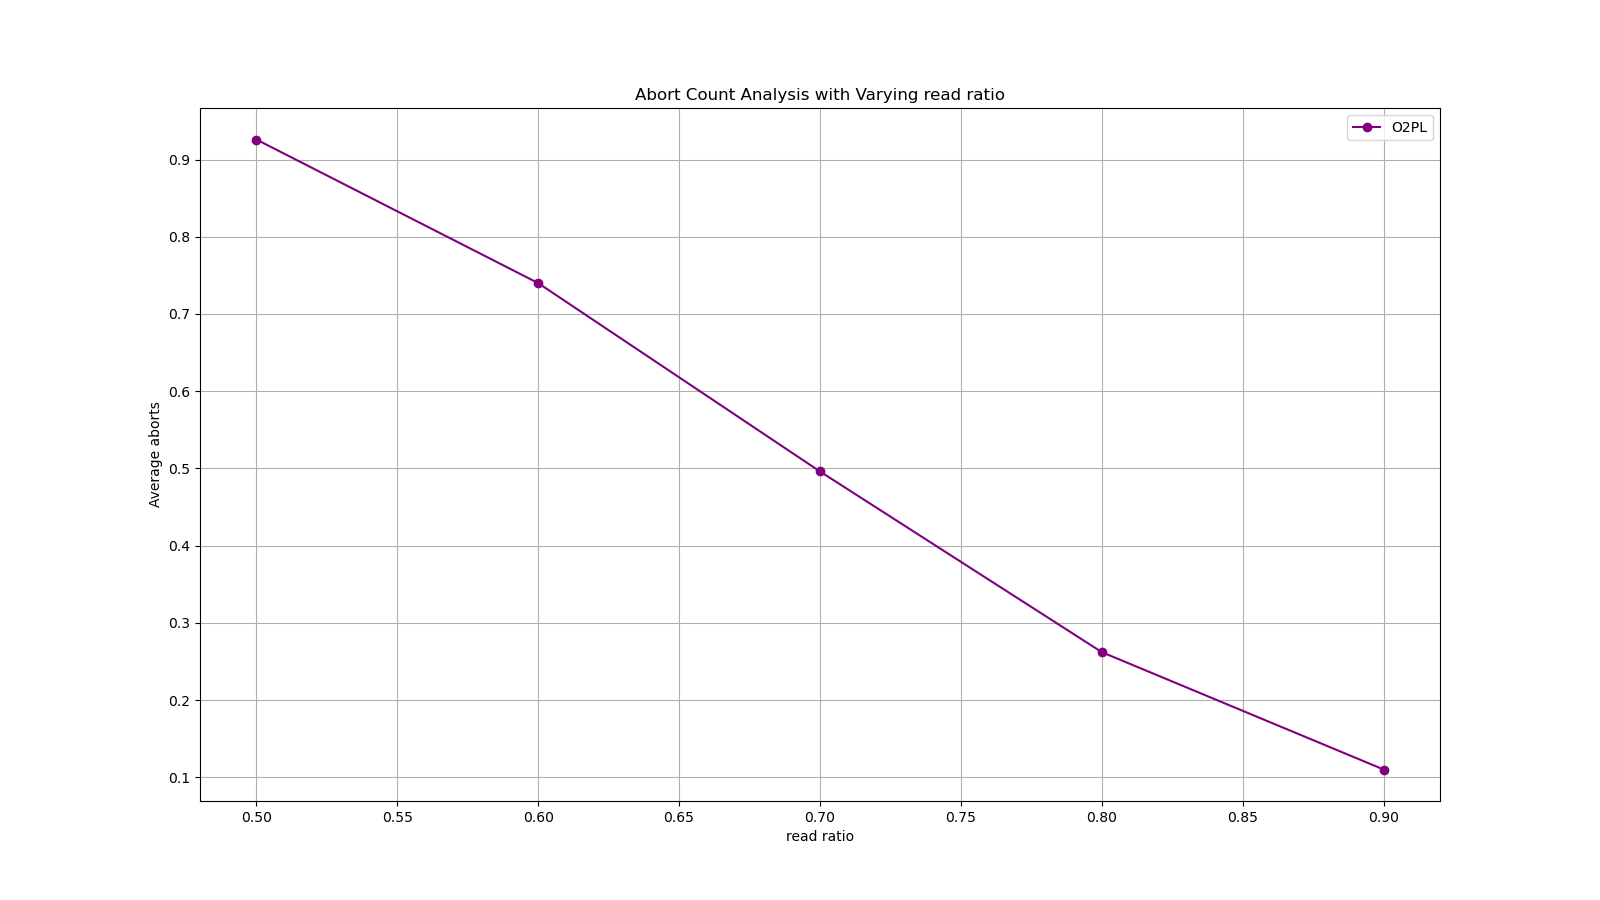 Abort Count Analysis with Varying read ratio
O2PL
0.9
0.8
0.7
0.6
0.5
0.4
0.3
0.2
0.1
Average aborts
0.50 0.55 0.60 0.65 0.70 0.75 0.80 0.85 0.90
read ratio